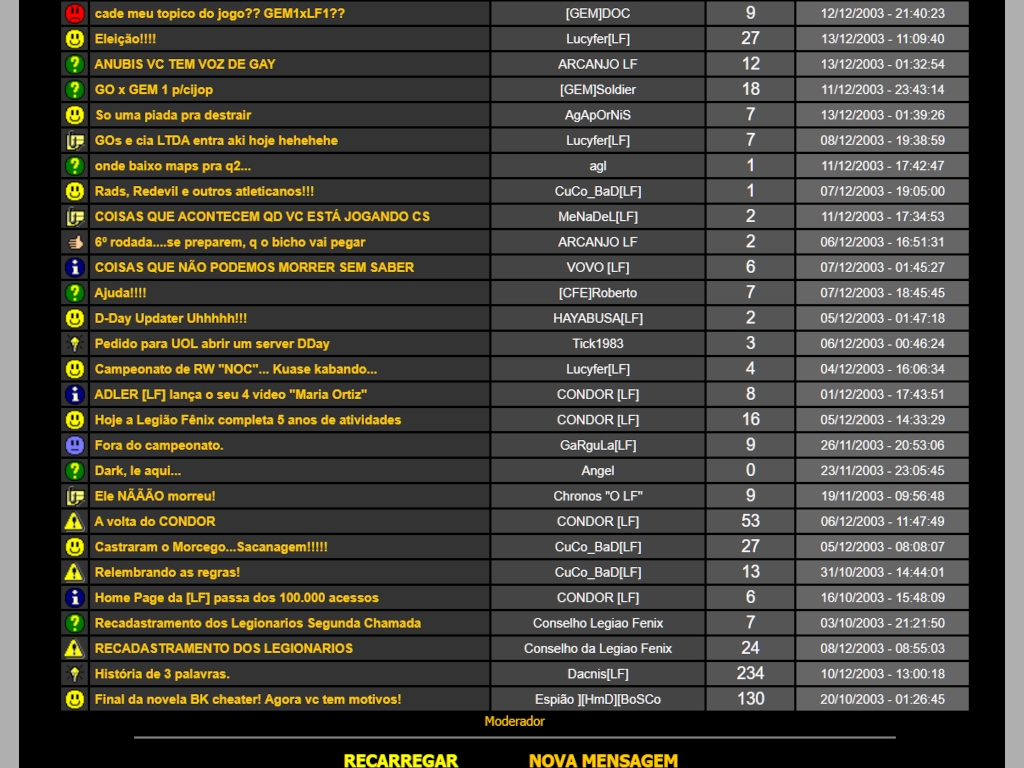 cade meu topico do jogo?? GEM1xLF1?? [GEM]DOC 9 12/12/2003 - 21:40:23
Eleição!!!! Lucyfer[LF] 27 13/12/2003 - 11:09:40
ANUBIS VC TEM VOZ DE GAY ARCANJO LF 12 13/12/2003 - 01:32:54
GO x GEM 1 p/cijop [GEM]Soldier 18 11/12/2003 - 23:43:14
So uma piada pra destrair AgApOrNiS 7 13/12/2003 - 01:39:26
GOs e cia LTDA entra aki hoje hehehehe Lucyfer[LF] 7 08/12/2003 - 19:38:59
onde baixo maps pra q2... agl 1 11/12/2003 - 17:42:47
Rads, Redevil e outros atleticanos!!! CuCo_BaD[LF] 1 07/12/2003 - 19:05:00
COISAS QUE ACONTECEM QD VC ESTÁ JOGANDO CS MeNaDeL[LF] 2 11/12/2003 - 17:34:53
6º rodada....se preparem, q o bicho vai pegar ARCANJO LF 2 06/12/2003 - 16:51:31
COISAS QUE NÃO PODEMOS MORRER SEM SABER VOVO [LF] 6 07/12/2003 - 01:45:27
Ajuda!!!! [CFE]Roberto 7 07/12/2003 - 18:45:45
D-Day Updater Uhhhhh!!! HAYABUSA[LF] 2 05/12/2003 - 01:47:18
Pedido para UOL abrir um server DDay Tick1983 3 06/12/2003 - 00:46:24
Campeonato de RW "NOC"... Kuase kabando... Lucyfer[LF] 4 04/12/2003 - 16:06:34
ADLER [LF] lança o seu 4 vídeo "Maria Ortiz" CONDOR [LF] 8 01/12/2003 - 17:43:51
Hoje a Legião Fênix completa 5 anos de atividades CONDOR [LF] 16 05/12/2003 - 14:33:29
Fora do campeonato. GaRguLa[LF] 9 26/11/2003 - 20:53:06
Dark, le aqui... Angel 0 23/11/2003 - 23:05:45
Ele NÃÃÃO morreu! Chronos "O LF" 9 19/11/2003 - 09:56:48
A volta do CONDOR CONDOR [LF] 53 06/12/2003 - 11:47:49
Castraram o Morcego...Sacanagem!!!!! CuCo_BaD[LF] 27 05/12/2003 - 08:08:07
Relembrando as regras! CuCo_BaD[LF] 13 31/10/2003 - 14:44:01
Home Page da [LF] passa dos 100.000 acessos CONDOR [LF] 6 16/10/2003 - 15:48:09
Recadastramento dos Legionarios Segunda Chamada Conselho Legiao Fenix 7 03/10/2003 - 21:21:50
RECADASTRAMENTO DOS LEGIONARIOS Conselho da Legiao Fenix 24 08/12/2003 - 08:55:03
História de 3 palavras. Dacnis[LF] 234 10/12/2003 - 13:00:18
Final da novela BK cheater! Agora vc tem motivos! Espião ][HmD][BoSCo 130 20/10/2003 - 01:26:45
Moderador
RECARREGAR NOVA MENSAGEM